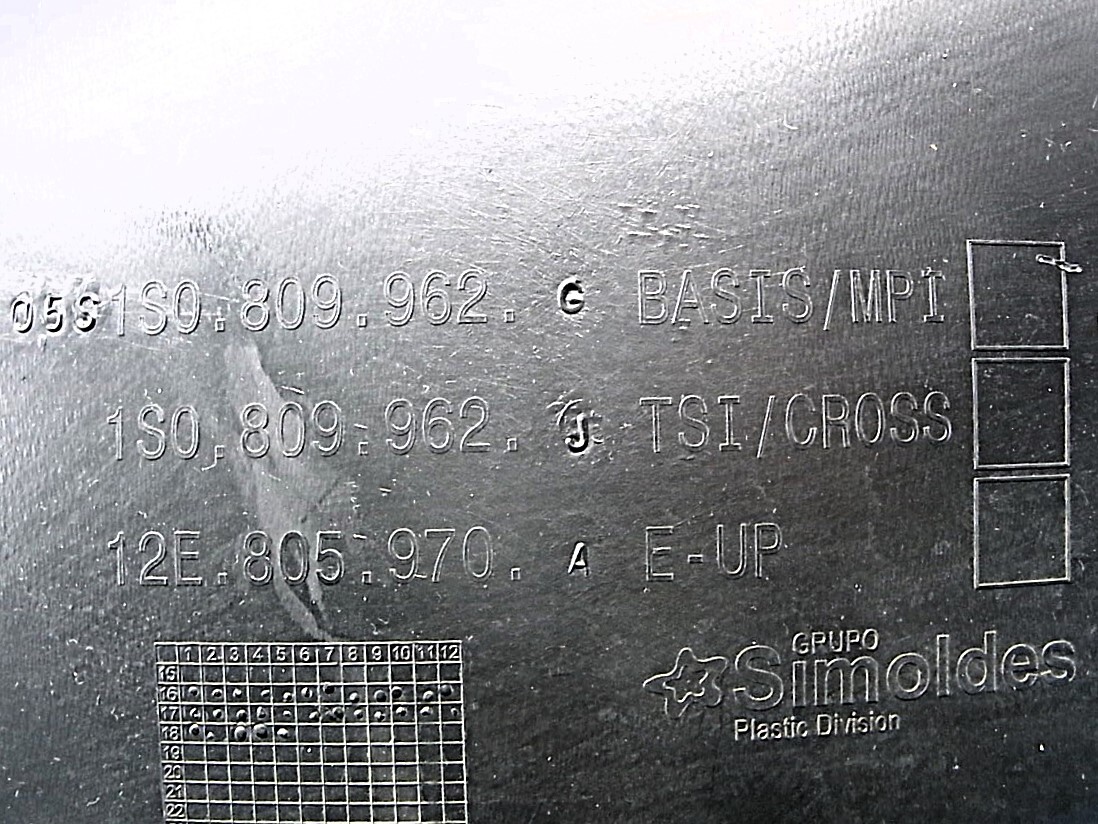 05S1S0.809.962. G BASIS/MPI
1S0.809.962. J TSI/CROSS
12E.805.970. A E-UP
1 2 3 4 5 6 7 8 9 10 11 12
15
16
17
18
19
20
21
22
GRUPO
Simoldes
Plastic Division